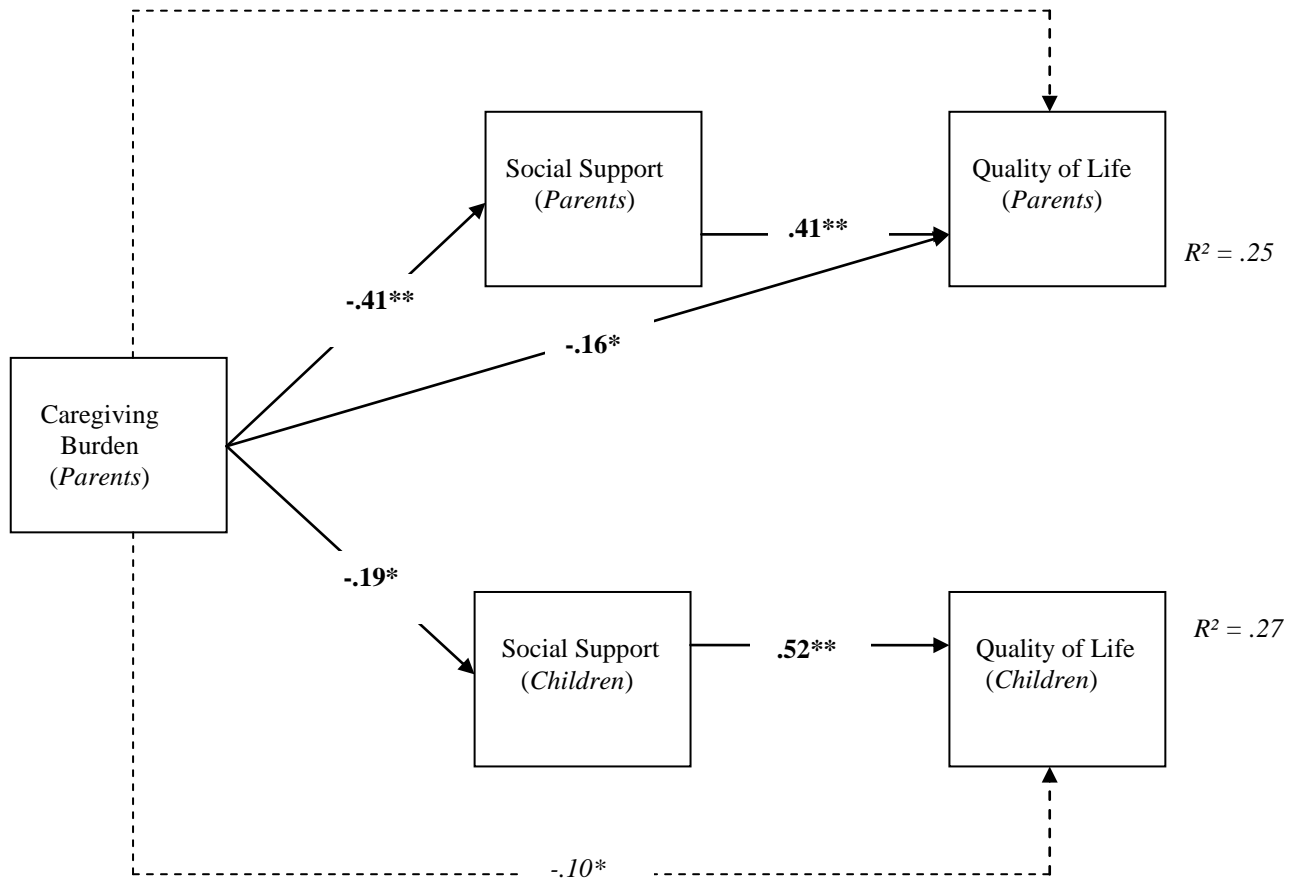 Social Support
(Parents)
Quality of Life
(Parents)
.41**
R² = .25
-.41**
-.16*
Caregiving
Burden
(Parents)
-.19*
Social Support
(Children)
.52**
Quality of Life
(Children)
R² = .27
-.10*